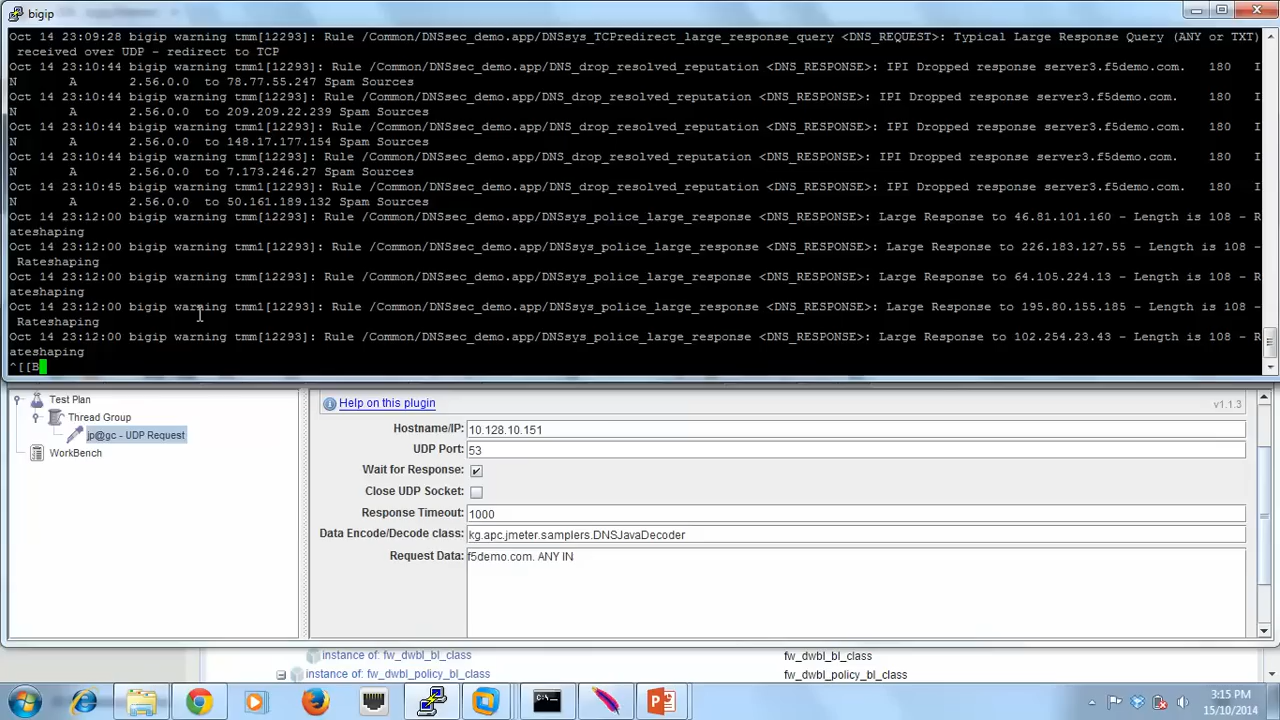 bigip
Oct 14 23:09:28 bigip warning tmm[12293]: Rule /Common/DNSsec_demo.app/DNSsys_TCPredirect_large_response_query <DNS_REQUEST>: Typical Large Response Query (ANY or TXT)
received over UDP - redirect to TCP
Oct 14 23:10:44 bigip warning tmm1[12293]: Rule /Common/DNSsec_demo.app/DNS_drop_resolved_reputation <DNS_RESPONSE>: IPI Dropped response server3.f5demo.com. 180 I
N A 2.56.0.0 to 78.77.55.247 Spam Sources
Oct 14 23:10:44 bigip warning tmm1[12293]: Rule /Common/DNSsec_demo.app/DNS_drop_resolved_reputation <DNS_RESPONSE>: IPI Dropped response server3.f5demo.com. 180 I
N A 2.56.0.0 to 209.209.22.239 Spam Sources
Oct 14 23:10:44 bigip warning tmm1[12293]: Rule /Common/DNSsec_demo.app/DNS_drop_resolved_reputation <DNS_RESPONSE>: IPI Dropped response server3.f5demo.com. 180 I
N A 2.56.0.0 to 148.17.177.154 Spam Sources
Oct 14 23:10:44 bigip warning tmm[12293]: Rule /Common/DNSsec_demo.app/DNS_drop_resolved_reputation <DNS_RESPONSE>: IPI Dropped response server3.f5demo.com. 180 I
N A 2.56.0.0 to 7.173.246.27 Spam Sources
Oct 14 23:10:45 bigip warning tmm1[12293]: Rule /Common/DNSsec_demo.app/DNS_drop_resolved_reputation <DNS_RESPONSE>: IPI Dropped response server3.f5demo.com. 180 I
N A 2.56.0.0 to 50.161.189.132 Spam Sources
Oct 14 23:12:00 bigip warning tmm1[12293]: Rule /Common/DNSsec_demo.app/DNSsys_police_large_response <DNS_RESPONSE>: Large Response to 46.81.101.160 - Length is 108 - R
ateshaping
Oct 14 23:12:00 bigip warning tmm[12293]: Rule /Common/DNSsec_demo.app/DNSsys_police_large_response <DNS_RESPONSE>: Large Response to 226.183.127.55 - Length is 108 -
Rateshaping
Oct 14 23:12:00 bigip warning tmm1[12293]: Rule /Common/DNSsec_demo.app/DNSsys_police_large_response <DNS_RESPONSE>: Large Response to 64.105.224.13 - Length is 108 - R
ateshaping
Oct 14 23:12:00 bigip warning tmm1[12293]: Rule /Common/DNSsec_demo.app/DNSsys_police_large_response <DNS_RESPONSE>: Large Response to 195.80.155.185 - Length is 108 -
Rateshaping
Oct 14 23:12:00 bigip warning tmm[12293]: Rule /Common/DNSsec_demo.app/DNSsys_police_large_response <DNS_RESPONSE>: Large Response to 102.254.23.43 - Length is 108 - R
ateshaping
^[[B
Test Plan
Thread Group
jp@gc - UDP Request
WorkBench
Help on this plugin
v1.1.3
Hostname/IP: 10.128.10.151
UDP Port: 53
Wait for Response:
Close UDP Socket:
Response Timeout: 1000
Data Encode/Decode class: kg.apc.jmeter.samplers.DNSJavaDecoder
Request Data: f5demo.com. ANY IN
instance of: fw_dwbl_bl_class fw_dwbl_bl_class
instance of: fw_dwbl_policy_bl_class fw_dwbl_policy_bl_class
3:15 PM
15/10/2014